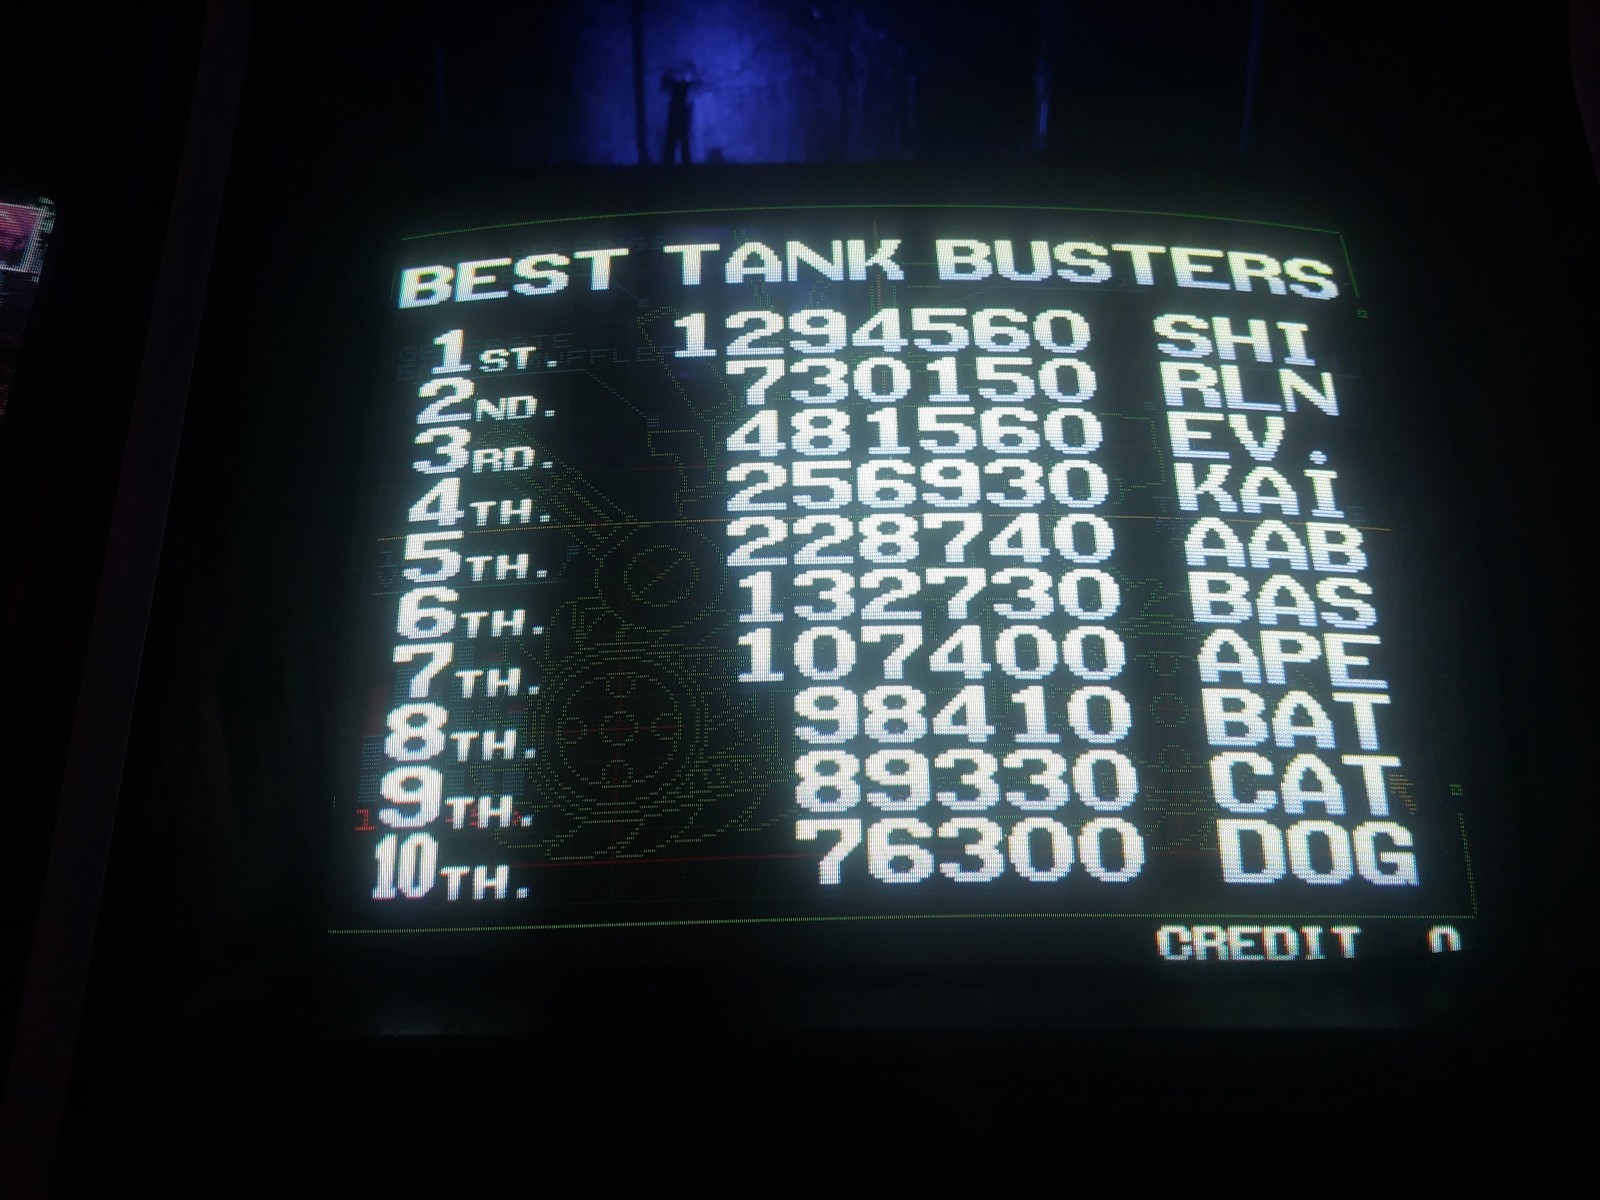 BEST TANK BUSTERS
1ST. 1294560 SHI
2ND. 730150 RLN
3RD. 481560 EV.
4TH. 256930 KAi
5TH. 228740 AAB
6TH. 132730 BAS
7TH. 107400 APE
8TH. 98410 BAT
9TH. 89330 CAT
10TH. 76300 DOG
CREDIT 0